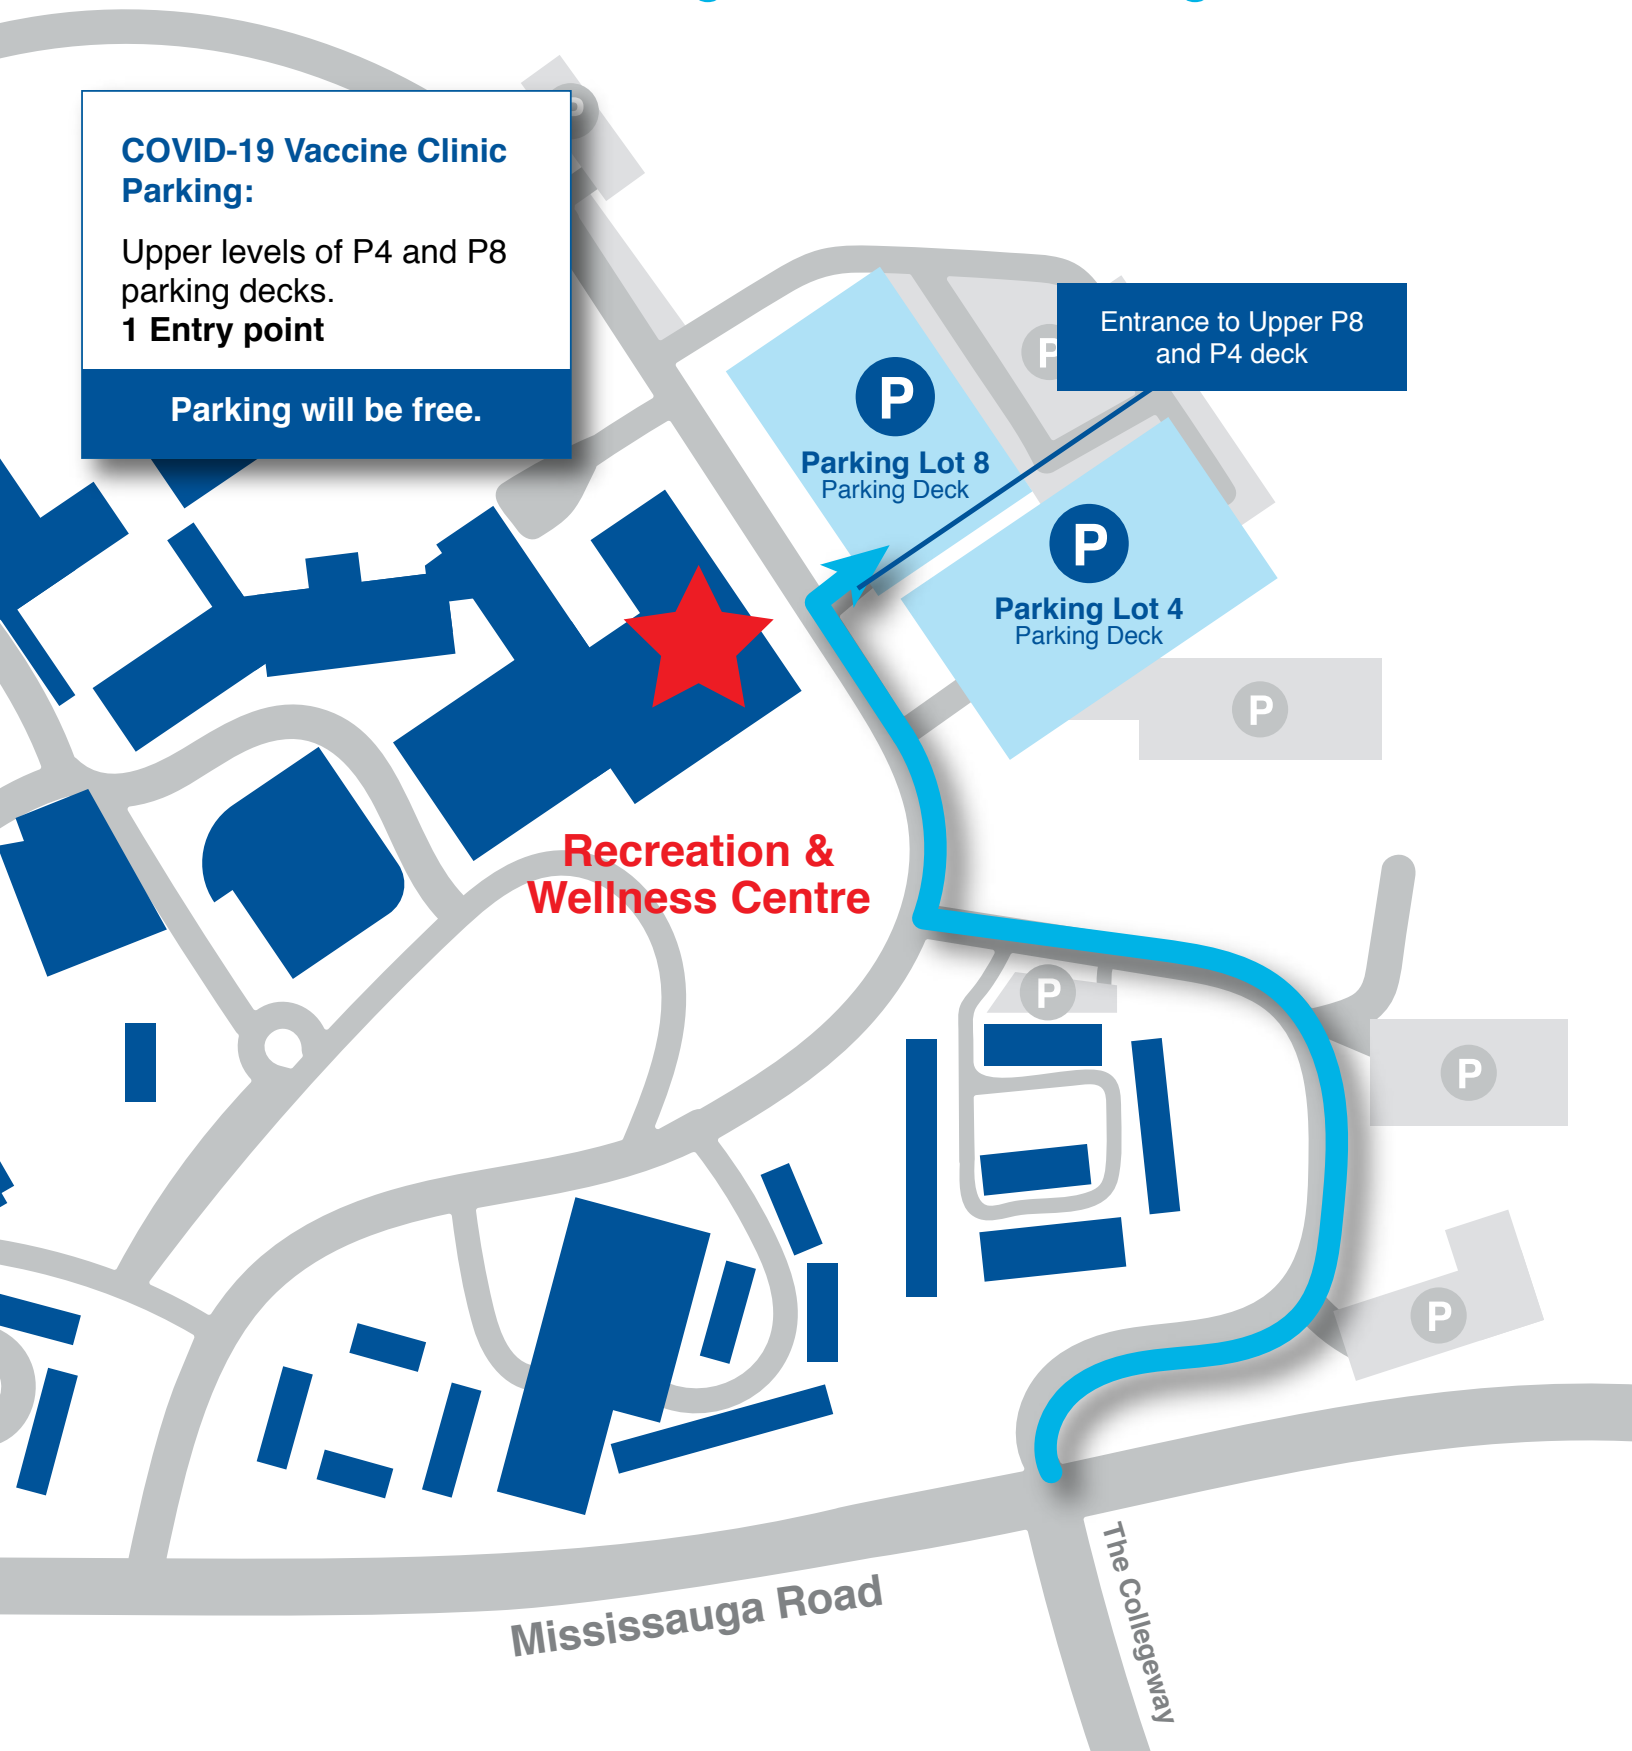 COVID-19 Vaccine Clinic
Parking:
Upper levels of P4 and P8
parking decks.
1 Entry point
Parking will be free.
P
P
Entrance to Upper P8
and P4 deck
P
Parking Lot 8
Parking Deck
P
Parking Lot 4
Parking Deck
P
Recreation &
Wellness Centre
P
P
P
Mississauga Road
The Collegeway